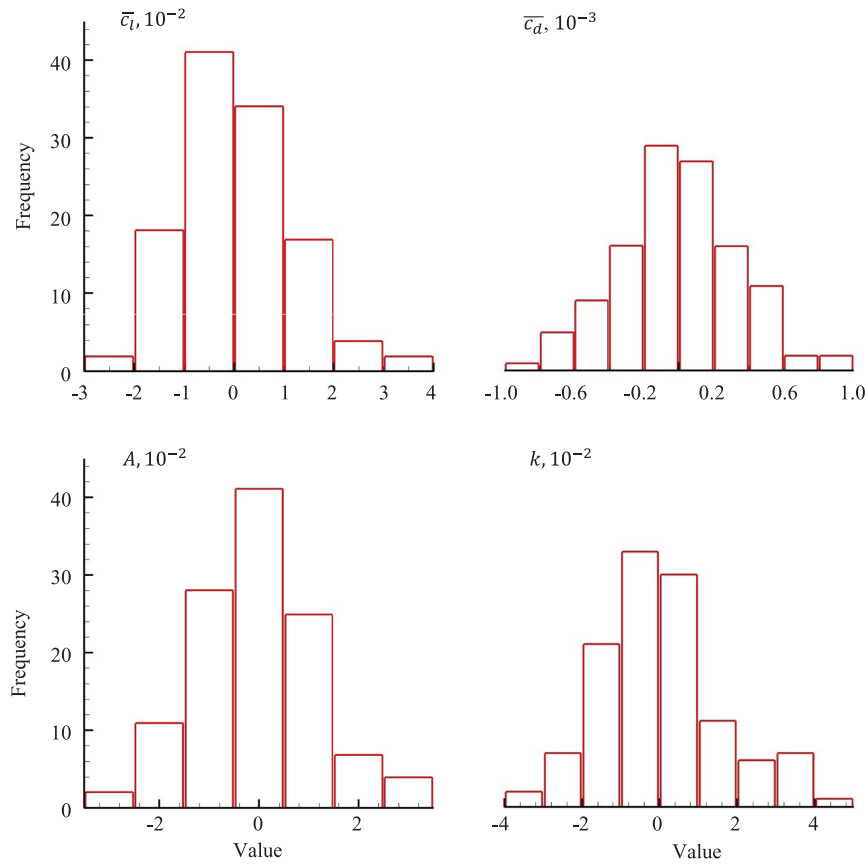 c̅ₗ, 10⁻²
40
30
20
10
0
Frequency
-3 -2 -1 0 1 2 3 4
c̅_d, 10⁻³
-1.0 -0.6 -0.2 0.2 0.6 1.0
A, 10⁻²
40
30
20
10
0
Frequency
-2 0 2
Value
k, 10⁻²
-4 -2 0 2 4
Value